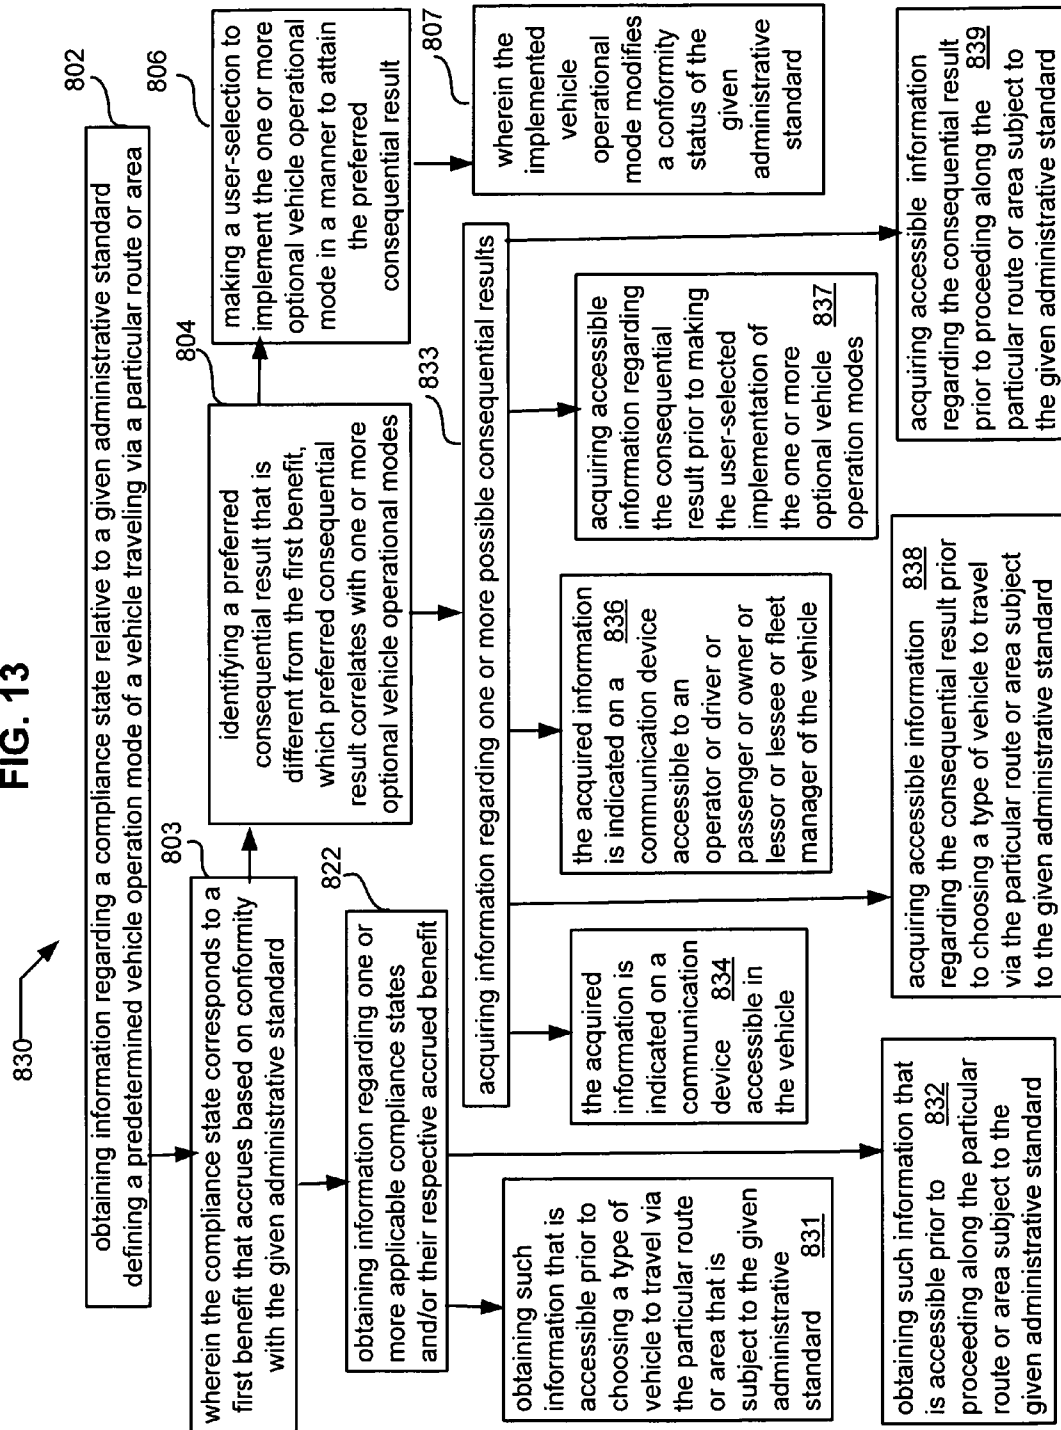 FIG. 13
830
802
obtaining information regarding a compliance state relative to a given administrative standard
defining a predetermined vehicle operation mode of a vehicle traveling via a particular route or area
803
wherein the compliance state corresponds to a
first benefit that accrues based on conformity
with the given administrative standard
804
identifying a preferred
consequential result that is
different from the first benefit,
which preferred consequential
result correlates with one or more
optional vehicle operational modes
806
making a user-selection to
implement the one or more
optional vehicle operational
mode in a manner to attain
the preferred
consequential result
807
wherein the
implemented
vehicle
operational
mode modifies
a conformity
status of the
given
administrative
standard
822
obtaining information regarding one or
more applicable compliance states
and/or their respective accrued benefit
833
acquiring information regarding one or more possible consequential results
obtaining such
information that is
accessible prior to
choosing a type of
vehicle to travel via
the particular route
or area that is
subject to the given
administrative
standard 831
the acquired
information is
indicated on a
communication
device 834
accessible in
the vehicle
the acquired information
is indicated on a 836
communication device
accessible to an
operator or driver or
passenger or owner or
lessor or lessee or fleet
manager of the vehicle
acquiring accessible
information regarding
the consequential
result prior to making
the user-selected
implementation of
the one or more
optional vehicle 837
operation modes
obtaining such information that
is accessible prior to 832
proceeding along the particular
route or area subject to the
given administrative standard
acquiring accessible information 838
regarding the consequential result prior
to choosing a type of vehicle to travel
via the particular route or area subject
to the given administrative standard
acquiring accessible information
regarding the consequential result
prior to proceeding along the 839
particular route or area subject to
the given administrative standard